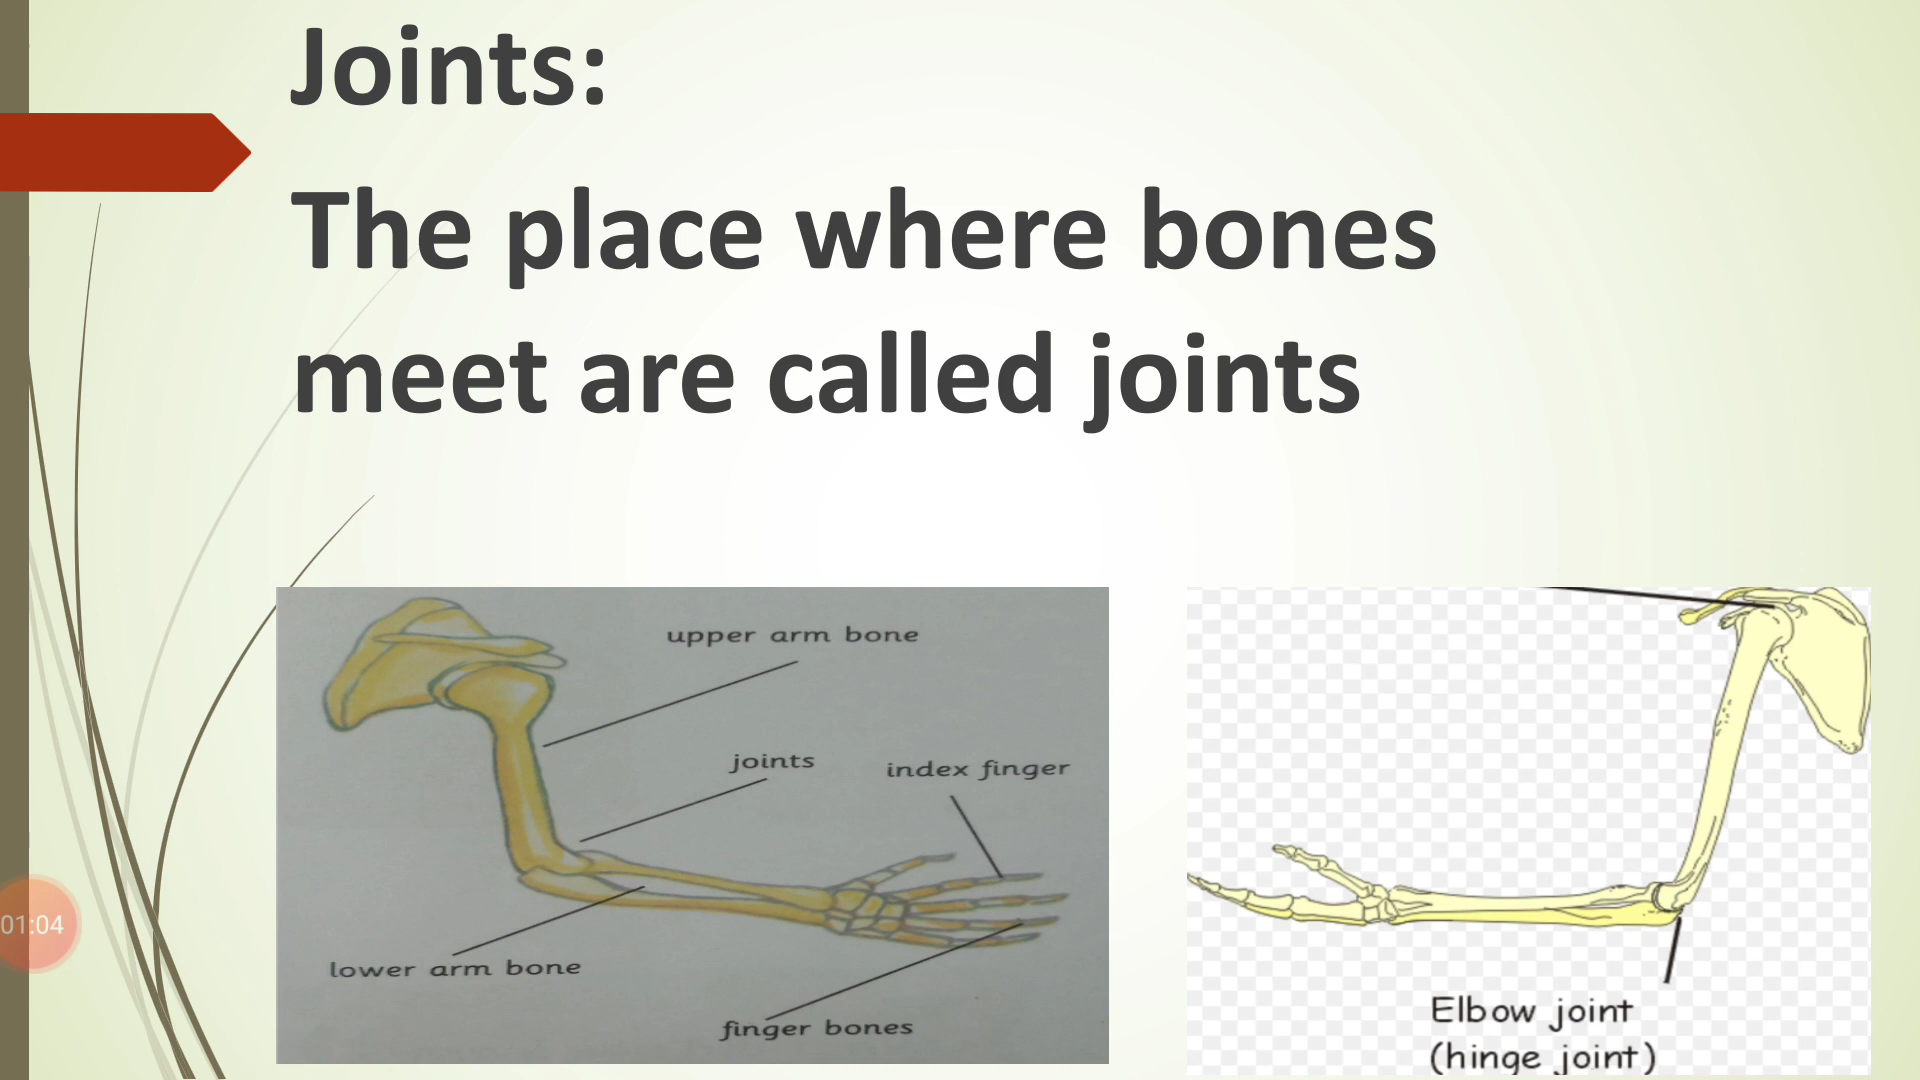 Joints:
The place where bones
meet are called joints
upper arm bone
joints
index finger
lower arm bone
finger bones
Elbow joint
(hinge joint)
01:04